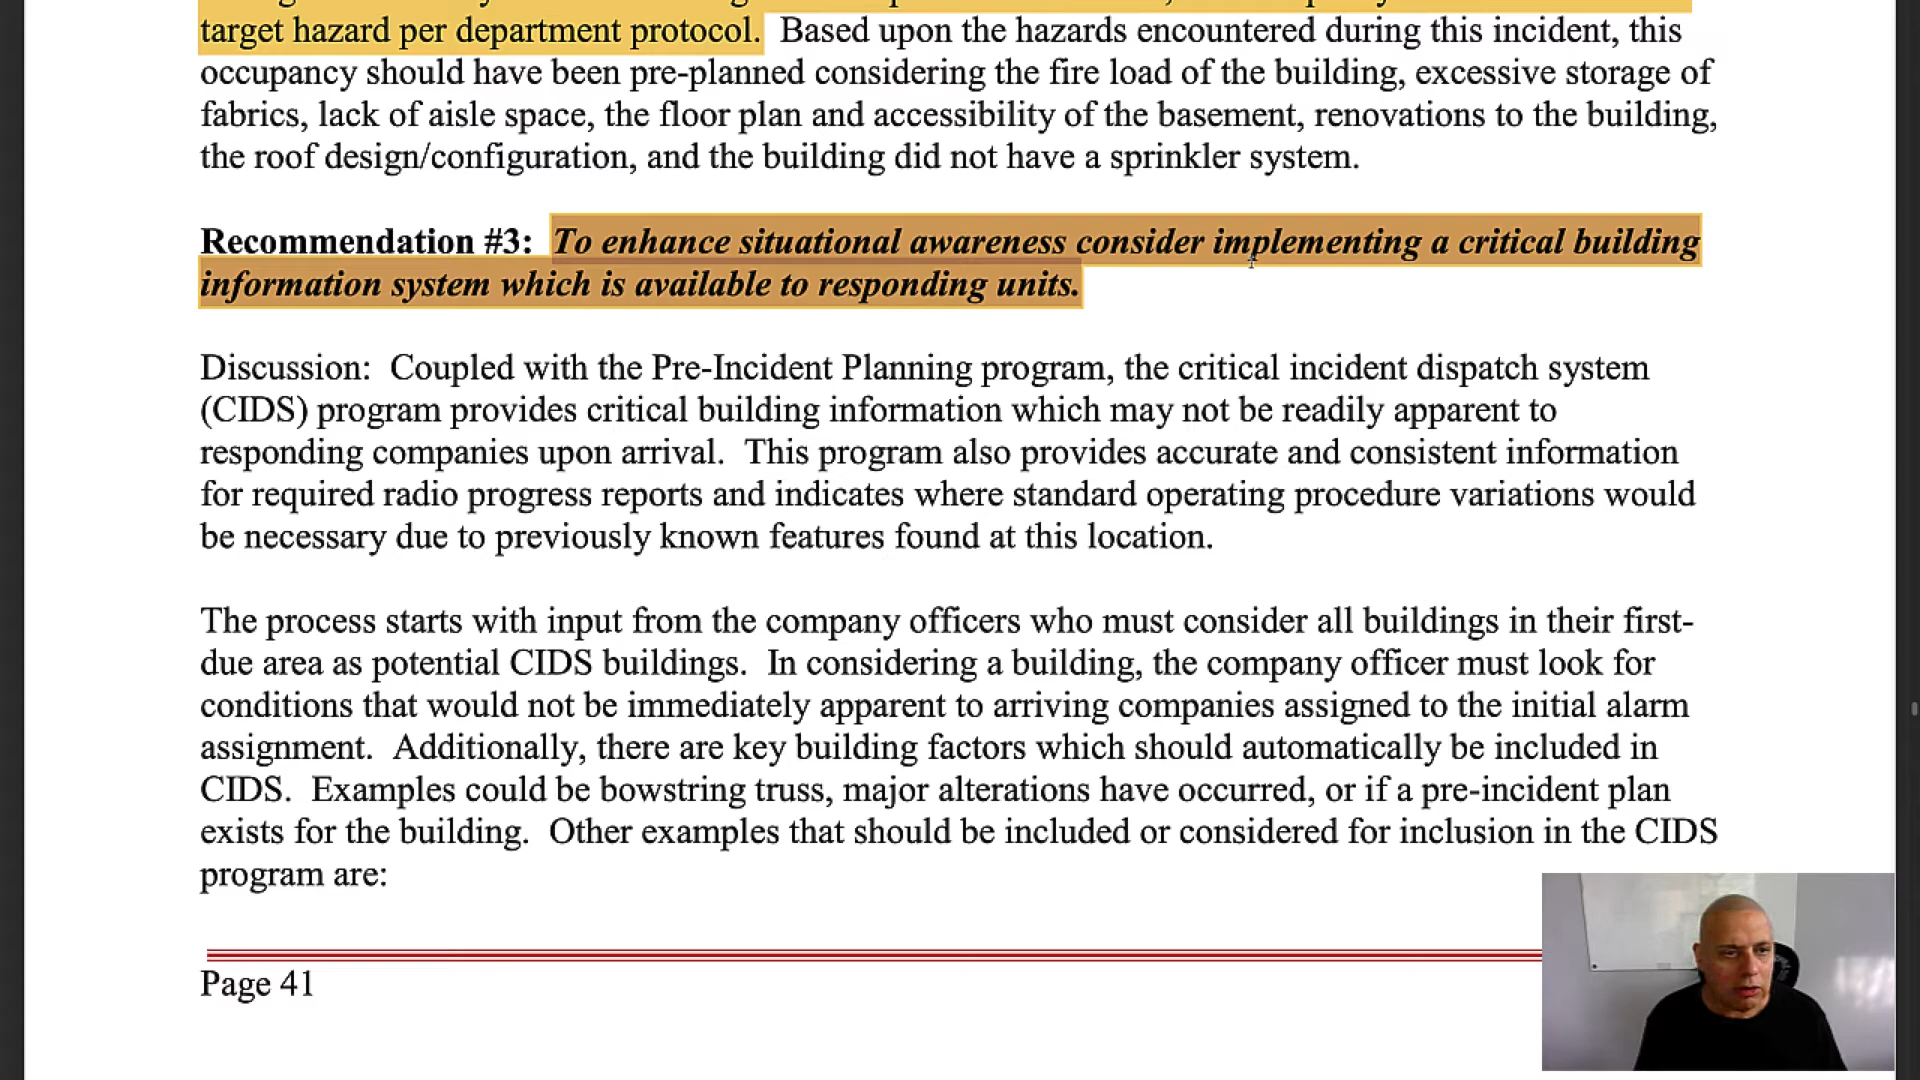 target hazard per department protocol. Based upon the hazards encountered during this incident, this
occupancy should have been pre-planned considering the fire load of the building, excessive storage of
fabrics, lack of aisle space, the floor plan and accessibility of the basement, renovations to the building,
the roof design/configuration, and the building did not have a sprinkler system.
Recommendation #3: To enhance situational awareness consider implementing a critical building
information system which is available to responding units.
Discussion: Coupled with the Pre-Incident Planning program, the critical incident dispatch system
(CIDS) program provides critical building information which may not be readily apparent to
responding companies upon arrival. This program also provides accurate and consistent information
for required radio progress reports and indicates where standard operating procedure variations would
be necessary due to previously known features found at this location.
The process starts with input from the company officers who must consider all buildings in their first-
due area as potential CIDS buildings. In considering a building, the company officer must look for
conditions that would not be immediately apparent to arriving companies assigned to the initial alarm
assignment. Additionally, there are key building factors which should automatically be included in
CIDS. Examples could be bowstring truss, major alterations have occurred, or if a pre-incident plan
exists for the building. Other examples that should be included or considered for inclusion in the CIDS
program are:
Page 41